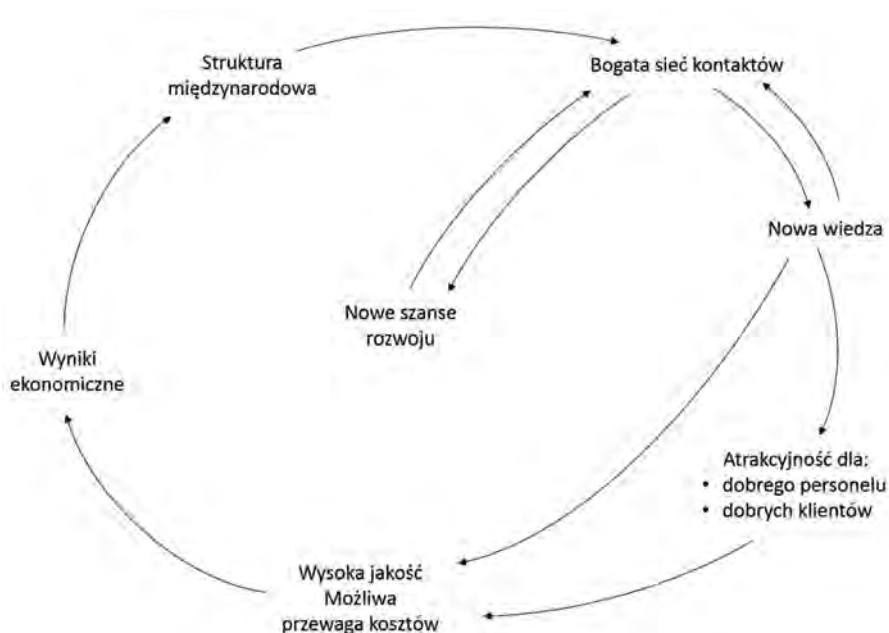 Struktura
międzynarodowa
Bogata sieć kontaktów
Nowa wiedza
Nowe szanse
rozwoju
Wyniki
ekonomiczne
Atrakcyjność dla:
• dobrego personelu
• dobrych klientów
Wysoka jakość
Możliwa
przewaga kosztów